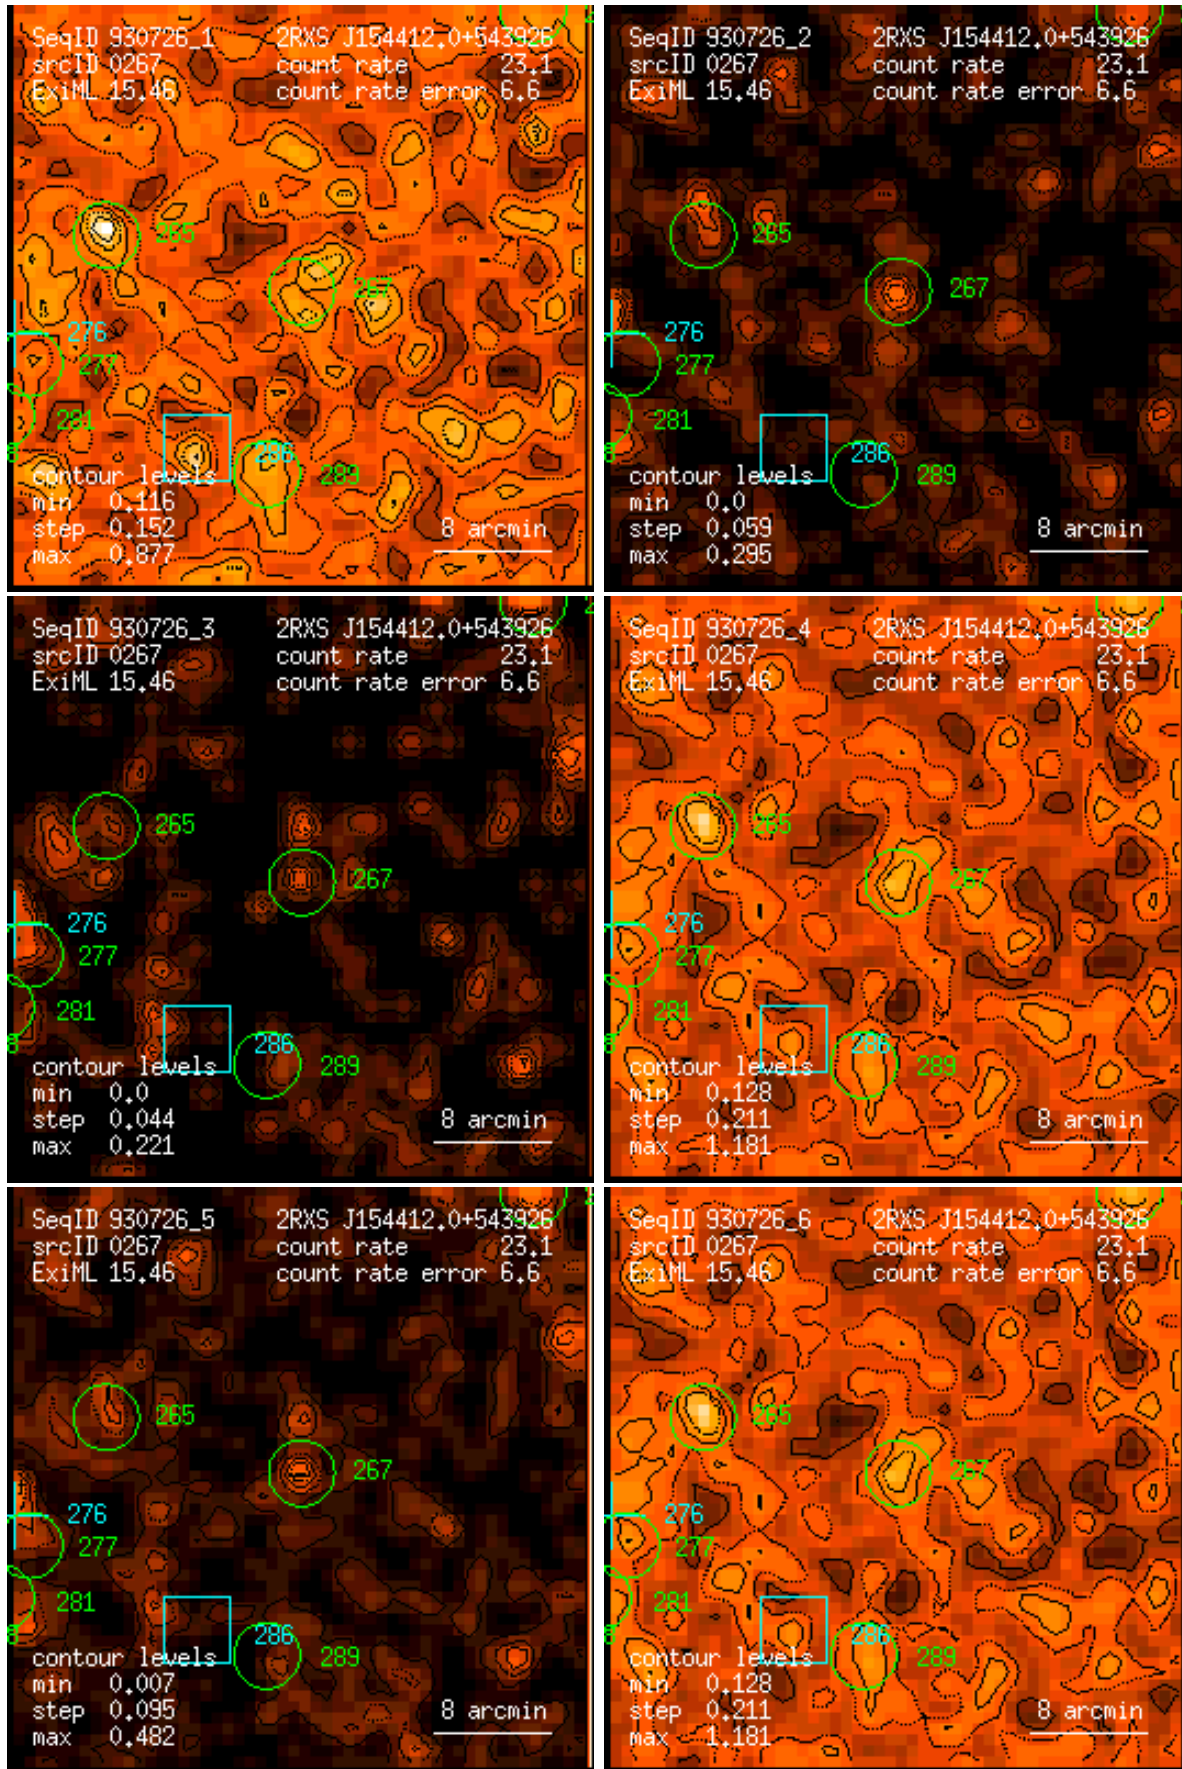 SeqID 930726_1 2RXS J154412.0+543926
srcID 0267 count rate 23.1
ExiML 15.46 count rate error 6.6
265
267
276
277
281
286
8
289
contour levels
min 0.116
step 0.152
max 0.877
8 arcmin
SeqID 930726_2 2RXS J154412.0+543926
srcID 0267 count rate 23.1
ExiML 15.46 count rate error 6.6
265
267
276
277
281
286
8
289
contour levels
min 0.0
step 0.059
max 0.295
8 arcmin
SeqID 930726_3 2RXS J154412.0+543926
srcID 0267 count rate 23.1
ExiML 15.46 count rate error 6.6
265
267
276
277
281
286
8
289
contour levels
min 0.0
step 0.044
max 0.221
8 arcmin
SeqID 930726_4 2RXS J154412.0+543926
srcID 0267 count rate 23.1
ExiML 15.46 count rate error 6.6
265
267
276
277
281
286
8
289
contour levels
min 0.128
step 0.211
max 1.181
8 arcmin
SeqID 930726_5 2RXS J154412.0+543926
srcID 0267 count rate 23.1
ExiML 15.46 count rate error 6.6
265
267
276
277
281
286
289
contour levels
min 0.007
step 0.095
max 0.482
8 arcmin
SeqID 930726_6 2RXS J154412.0+543926
srcID 0267 count rate 23.1
ExiML 15.46 count rate error 6.6
265
267
276
277
281
286
8
289
contour levels
min 0.128
step 0.211
max 1.181
8 arcmin